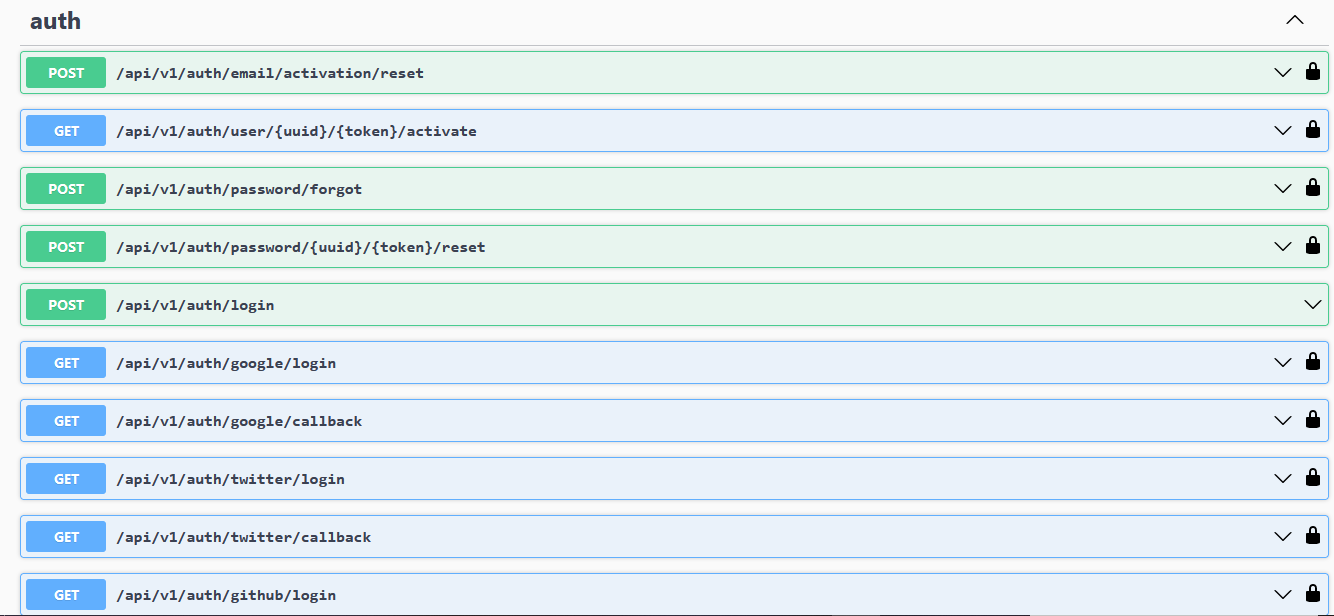 auth
POST /api/v1/auth/email/activation/reset
GET /api/v1/auth/user/{uuid}/{token}/activate
POST /api/v1/auth/password/forgot
POST /api/v1/auth/password/{uuid}/{token}/reset
POST /api/v1/auth/login
GET /api/v1/auth/google/login
GET /api/v1/auth/google/callback
GET /api/v1/auth/twitter/login
GET /api/v1/auth/twitter/callback
GET /api/v1/auth/github/login